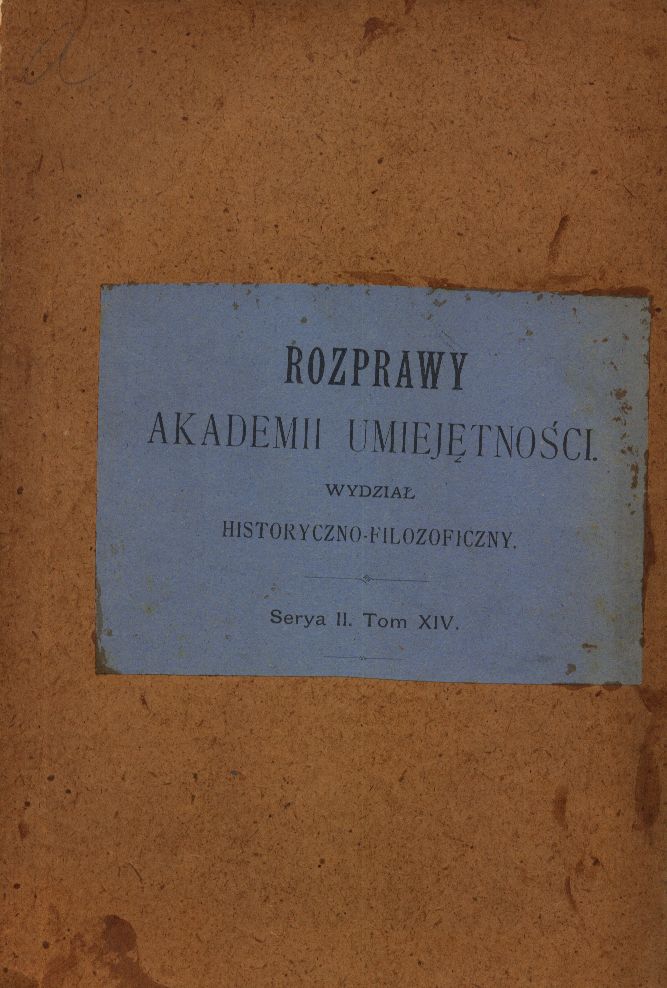 ROZPRAWY
AKADEMII UMIEJĘTNOŚCI.
WYDZIAŁ
HISTORYCZNO-FILOZOFICZNY.
Serya II. Tom XIV.